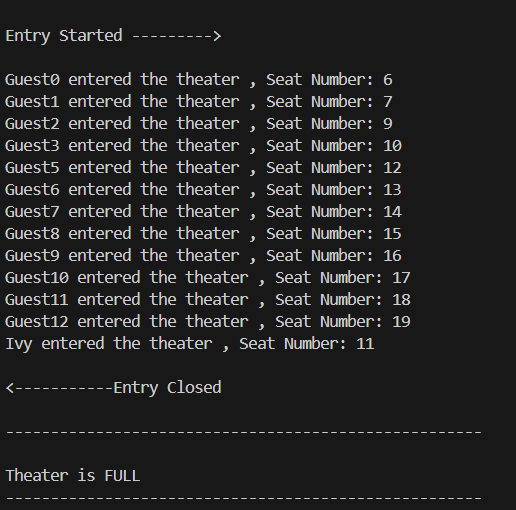 Entry Started --------->
Guest0 entered the theater , Seat Number: 6
Guest1 entered the theater , Seat Number: 7
Guest2 entered the theater , Seat Number: 9
Guest3 entered the theater , Seat Number: 10
Guest5 entered the theater , Seat Number: 12
Guest6 entered the theater , Seat Number: 13
Guest7 entered the theater , Seat Number: 14
Guest8 entered the theater , Seat Number: 15
Guest9 entered the theater , Seat Number: 16
Guest10 entered the theater , Seat Number: 17
Guest11 entered the theater , Seat Number: 18
Guest12 entered the theater , Seat Number: 19
Ivy entered the theater , Seat Number: 11
<-----------Entry Closed
-----------------------------------------------------
Theater is FULL
-----------------------------------------------------